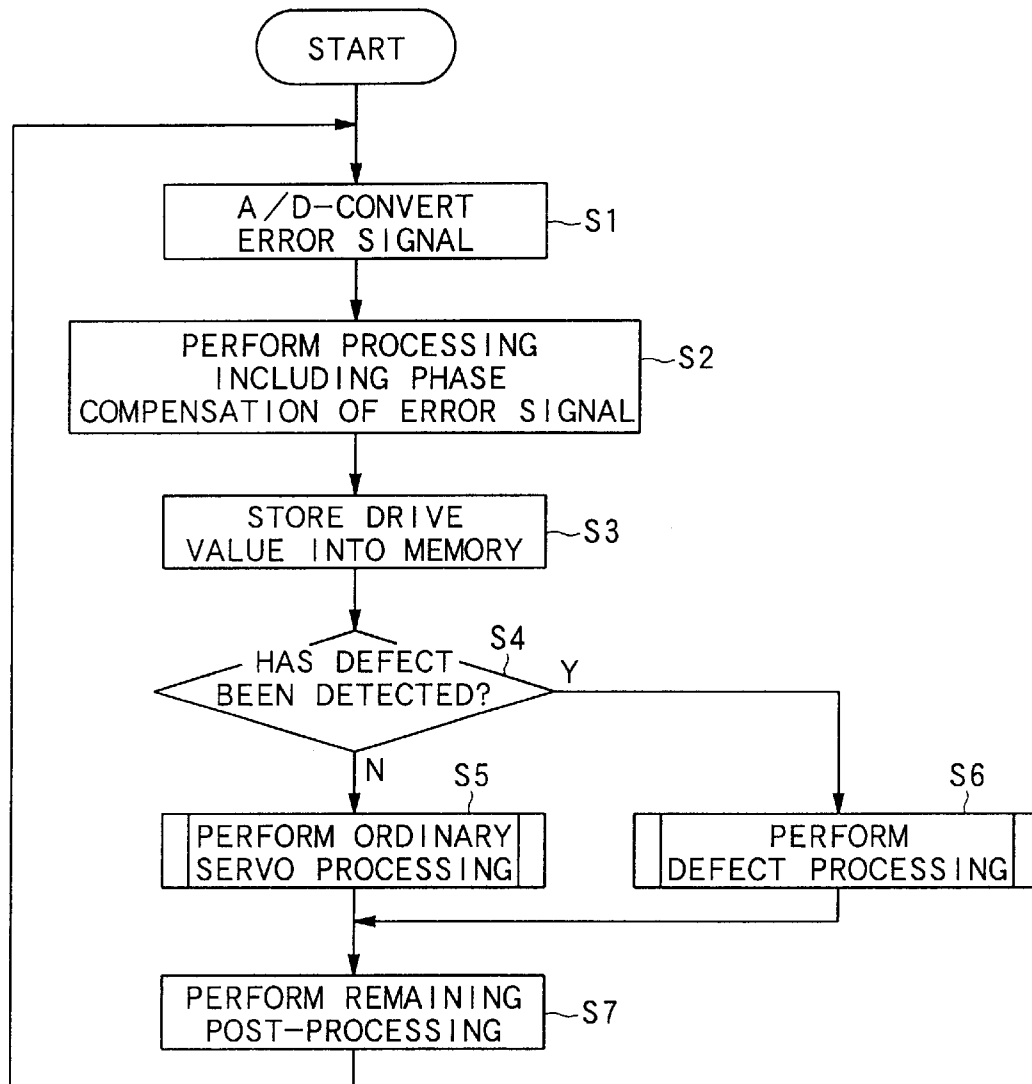 START
A/D-CONVERT
ERROR SIGNAL
S1
PERFORM PROCESSING
INCLUDING PHASE
COMPENSATION OF ERROR SIGNAL
S2
STORE DRIVE
VALUE INTO MEMORY
S3
HAS DEFECT
BEEN DETECTED?
S4
Y
N
S5
PERFORM ORDINARY
SERVO PROCESSING
S6
PERFORM
DEFECT PROCESSING
PERFORM REMAINING
POST-PROCESSING
S7